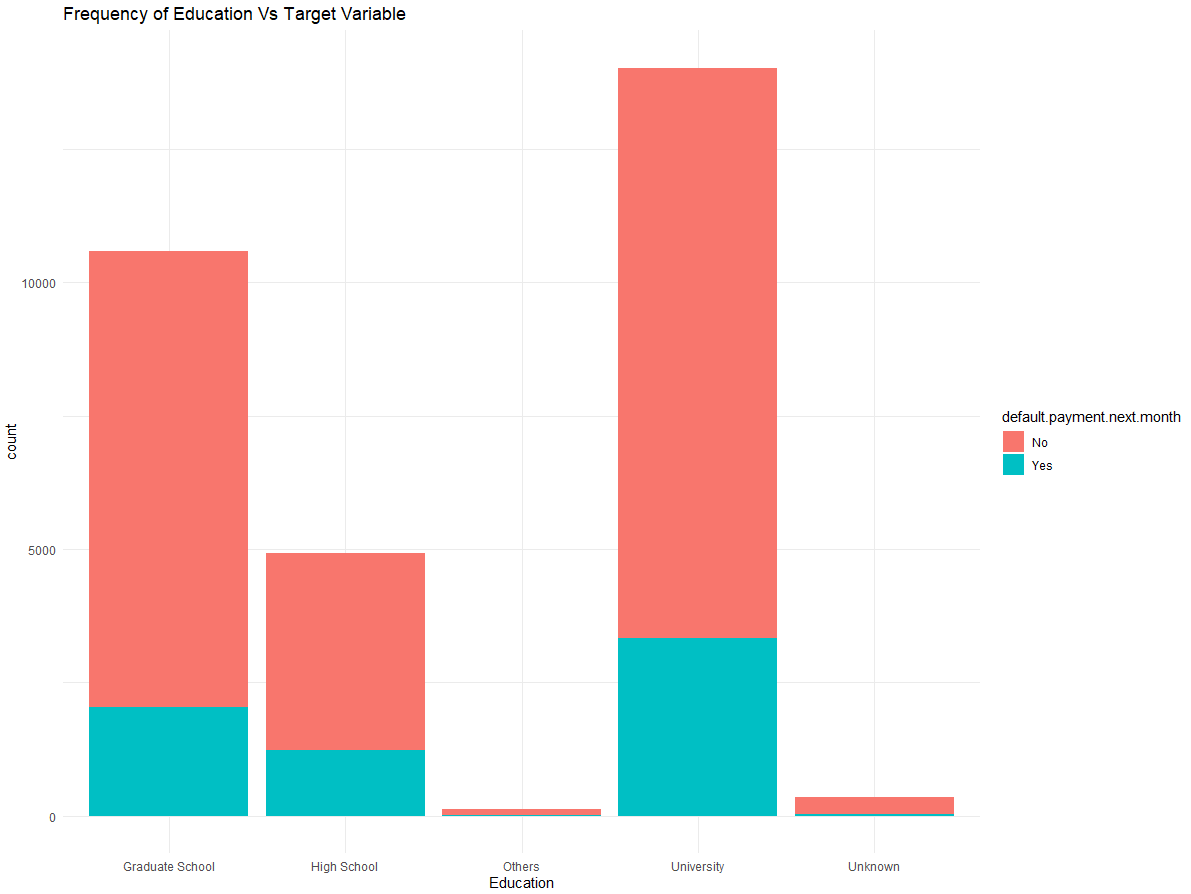 Frequency of Education Vs Target Variable
count
10000
5000
0
Graduate School
High School
Others
University
Unknown
Education
default.payment.next.month
No
Yes